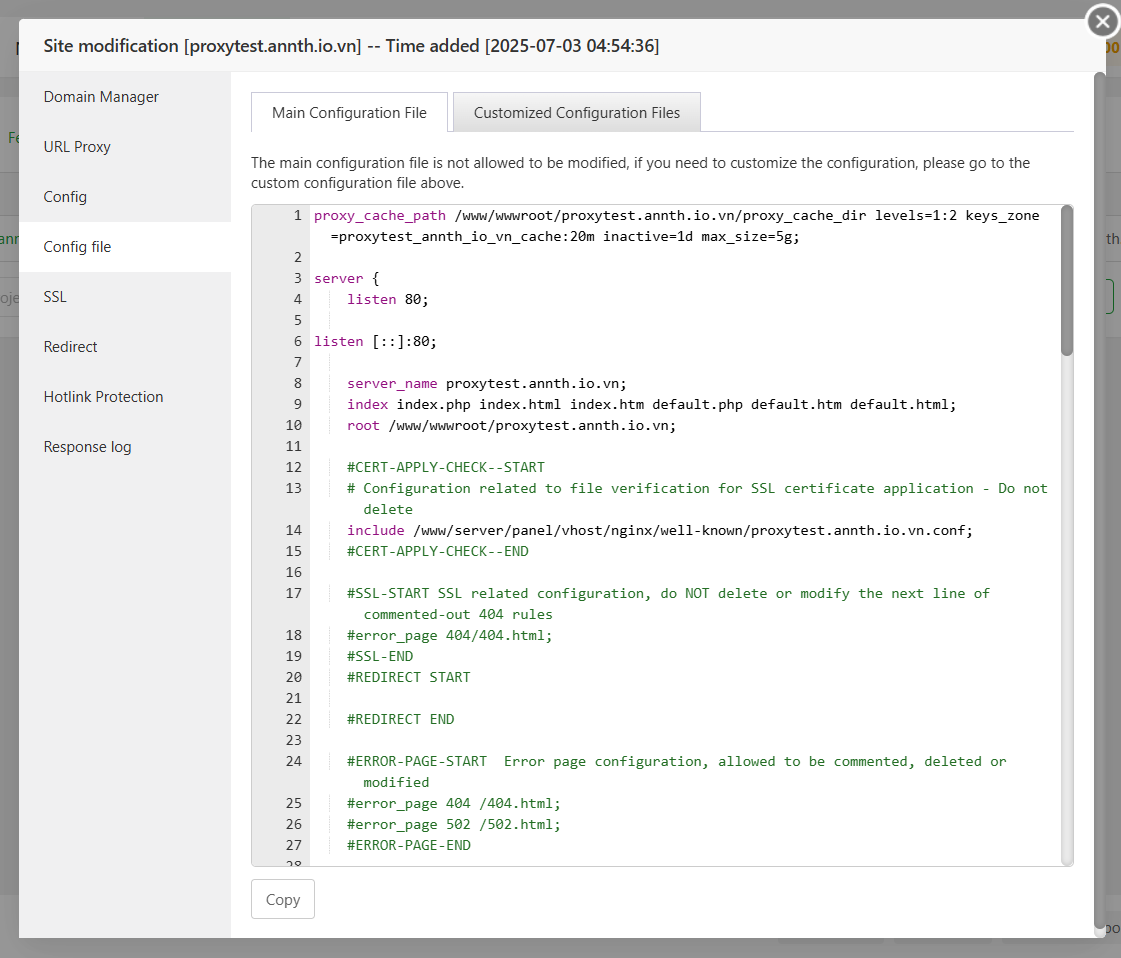 Site modification [proxytest.annth.io.vn] -- Time added [2025-07-03 04:54:36]
Domain Manager
URL Proxy
Config
Config file
SSL
Redirect
Hotlink Protection
Response log
Main Configuration File
Customized Configuration Files
The main configuration file is not allowed to be modified, if you need to customize the configuration, please go to the
custom configuration file above.
1 proxy_cache_path /www/wwwroot/proxytest.annth.io.vn/proxy_cache_dir levels=1:2 keys_zone
=proxytest_annth_io_vn_cache:20m inactive=1d max_size=5g;
2
3 server {
4 listen 80;
5
6 listen [::]:80;
7
8 server_name proxytest.annth.io.vn;
9 index index.php index.html index.htm default.php default.htm default.html;
10 root /www/wwwroot/proxytest.annth.io.vn;
11
12 #CERT-APPLY-CHECK--START
13 # Configuration related to file verification for SSL certificate application - Do not
delete
14 include /www/server/panel/vhost/nginx/well-known/proxytest.annth.io.vn.conf;
15 #CERT-APPLY-CHECK--END
16
17 #SSL-START SSL related configuration, do NOT delete or modify the next line of
commented-out 404 rules
18 #error_page 404/404.html;
19 #SSL-END
20 #REDIRECT START
21
22 #REDIRECT END
23
24 #ERROR-PAGE-START  Error page configuration, allowed to be commented, deleted or
modified
25 #error_page 404 /404.html;
26 #error_page 502 /502.html;
27 #ERROR-PAGE-END
28
Copy